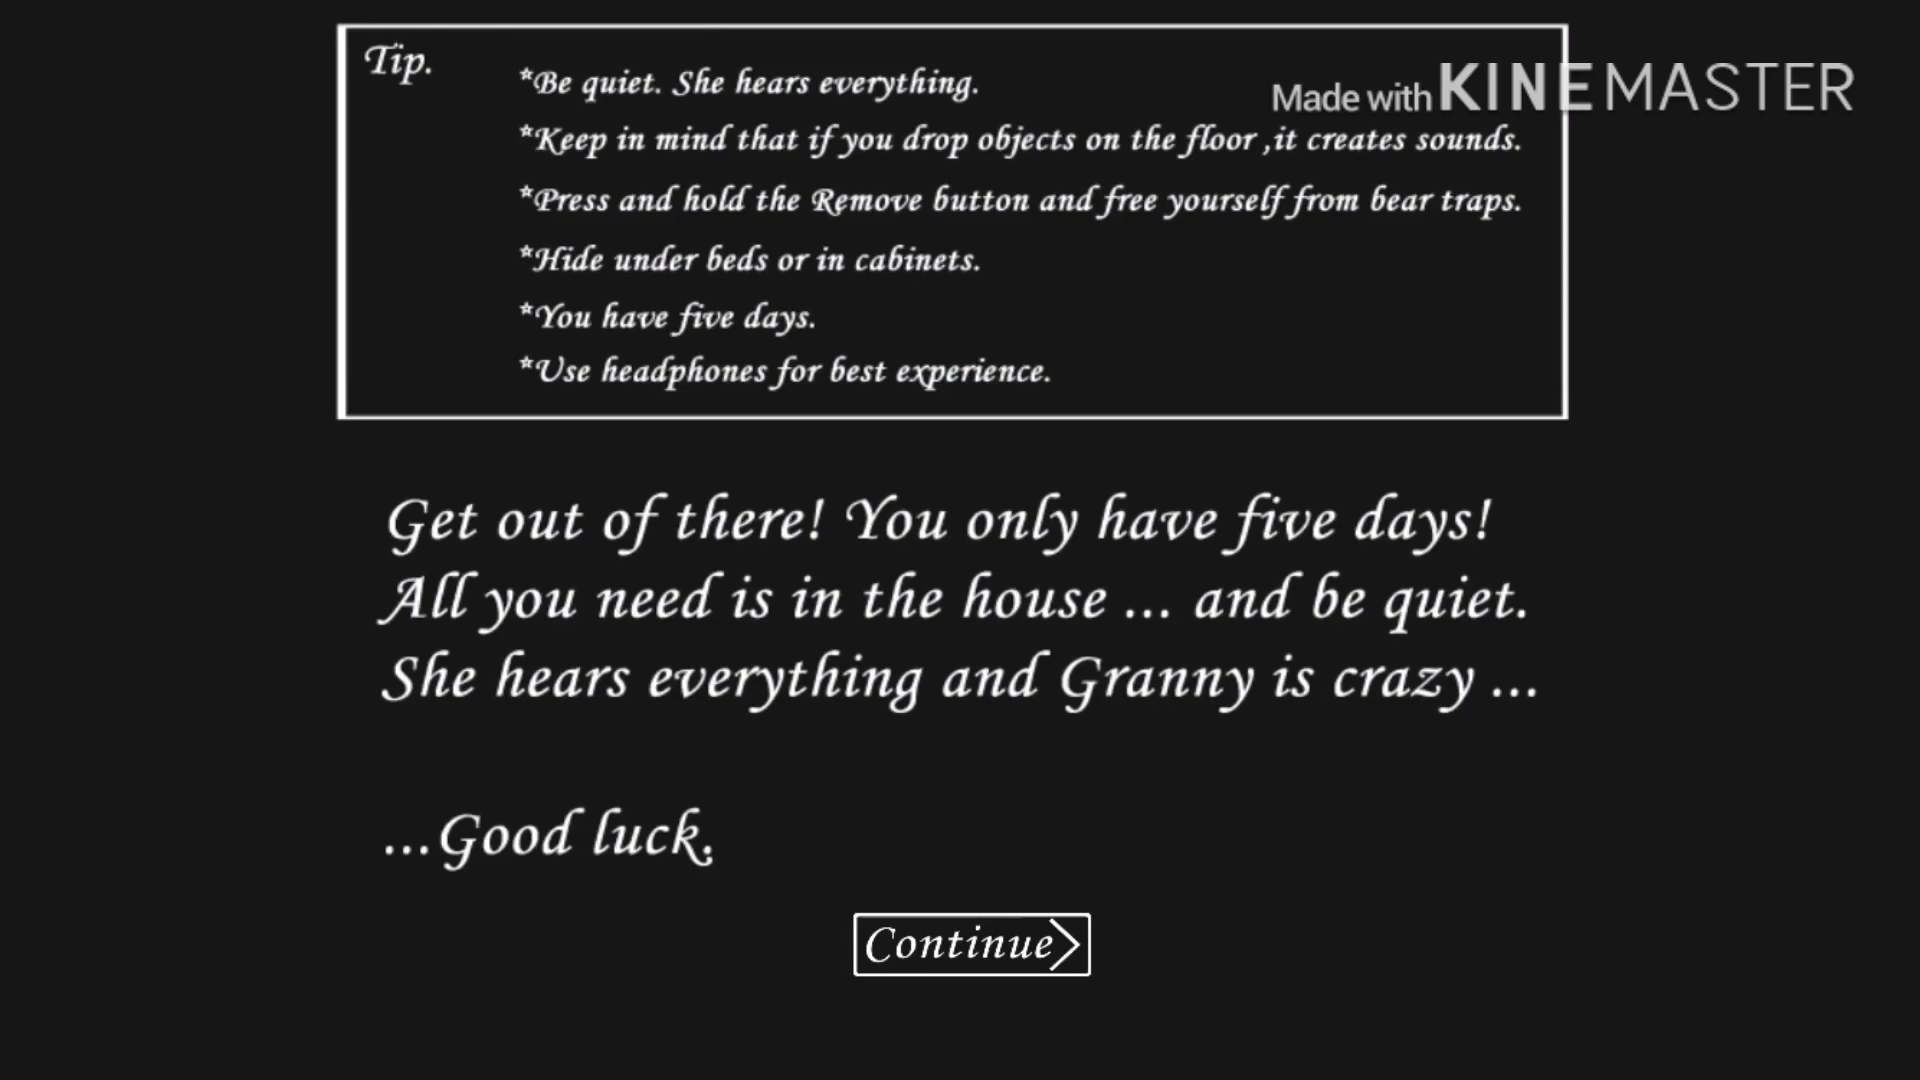 Tip.
*Be quiet. She hears everything.
Made with KINEMASTER
*Keep in mind that if you drop objects on the floor ,it creates sounds.
*Press and hold the Remove button and free yourself from bear traps.
*Hide under beds or in cabinets.
*You have five days.
*Use headphones for best experience.
Get out of there! You only have five days!
All you need is in the house ... and be quiet.
She hears everything and Granny is crazy ...
...Good luck.
Continue>